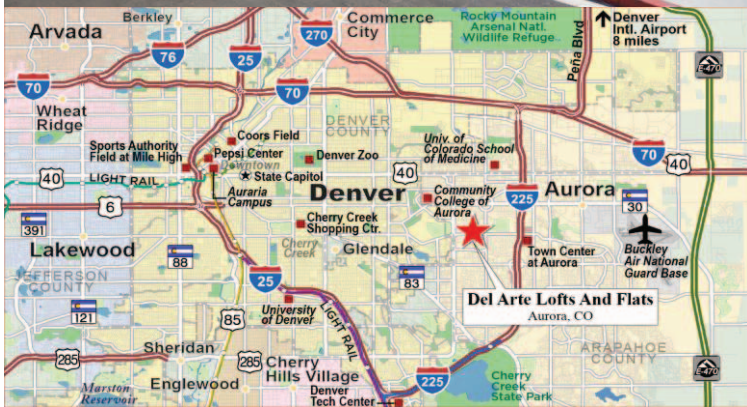 Berkley
Commerce
City
Rocky Mountain
Arsenal Natl.
Wildlife Refuge
Denver
Intl. Airport
8 miles
Arvada
270
76
25
Peña Blvd
E-470
70
70
Wheat
Ridge
DENVER
COUNTY
Coors Field
Sports Authority
Field at Mile High
Pepsi Center
Downtown
Denver Zoo
Univ. of
Colorado School
of Medicine
70
40
40
LIGHT RAIL
State Capitol
40
Auraria
Campus
Denver
Community
College of
Aurora
225
Aurora
30
6
391
Cherry Creek
Shopping Ctr.
Lakewood
88
Cherry
Creek
Glendale
Town Center
at Aurora
Buckley
Air National
Guard Base
JEFFERSON
COUNTY
25
83
Del Arte Lofts And Flats
Aurora, CO
121
85
University
of Denver
LIGHT RAIL
285
Sheridan
285
Cherry
Hills Village
ARAPAHOE
COUNTY
E-470
Marston
Reservoir
Englewood
Denver
Tech Center
225
Cherry
Creek
State Park